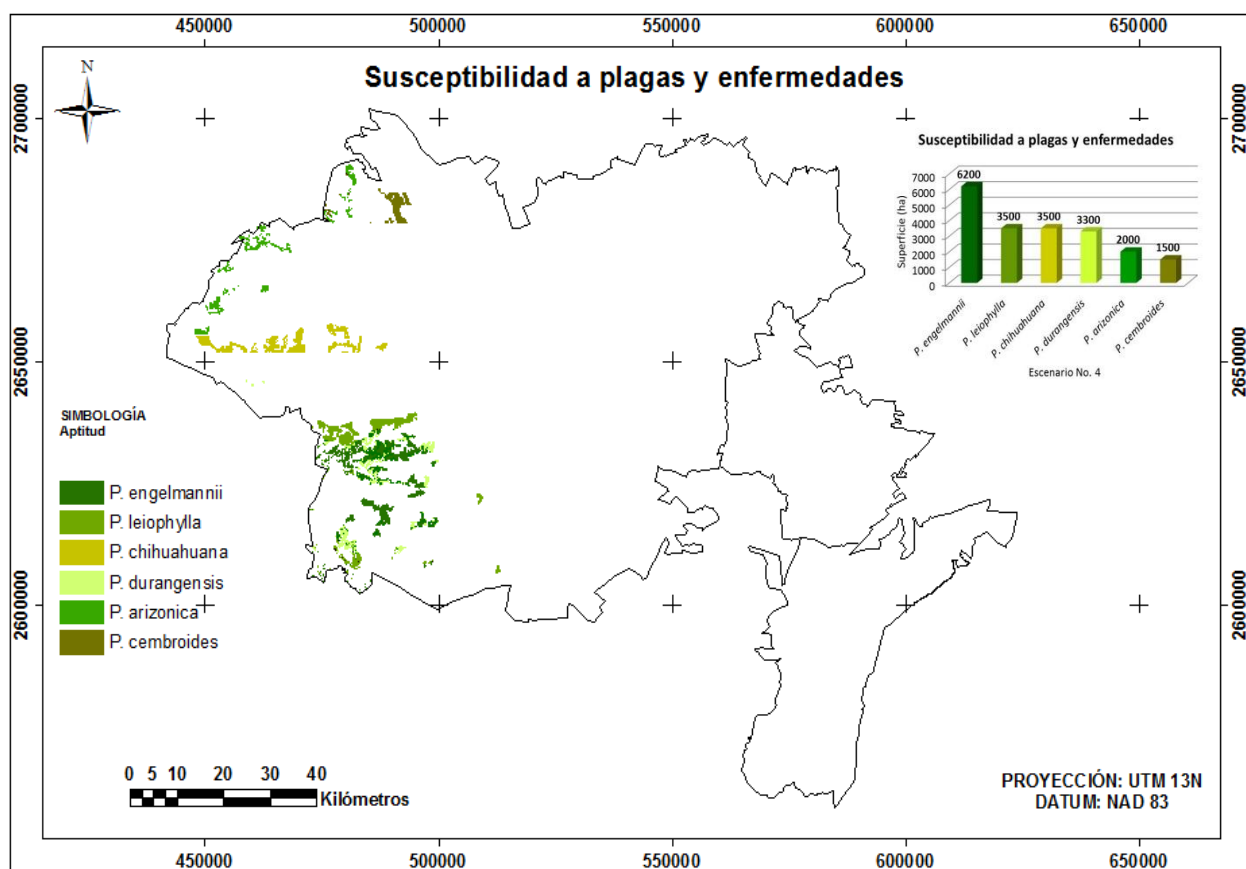 450000 500000 550000 600000 650000
N
Susceptibilidad a plagas y enfermedades
2700000 2700000
Susceptibilidad a plagas y enfermedades
Superficie (ha)
7000
6000
5000
4000
3000
2000
1000
0
6200
3500
3500
3300
2000
1500
P. engelmannii
P. leiophylla
P. chihuahuana
P. durangensis
P. arizonica
P. cembroides
Escenario No. 4
2650000 2650000
SIMBOLOGÍA
Aptitud
P. engelmannii
P. leiophylla
P. chihuahuana
P. durangensis
P. arizonica
P. cembroides
2600000 2600000
0 5 10 20 30 40
Kilómetros
PROYECCIÓN: UTM 13N
DATUM: NAD 83
450000 500000 550000 600000 650000